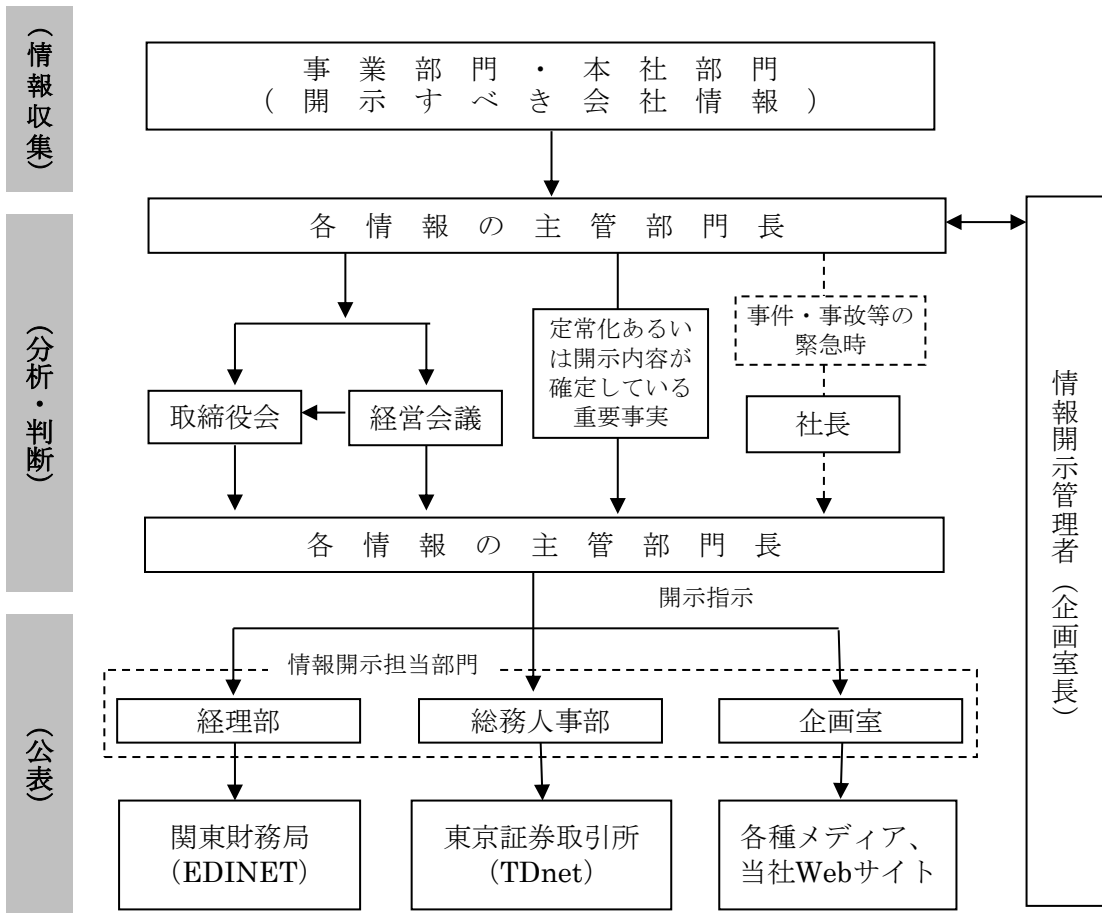 (情報収集)
事業部門・本社部門
(開示すべき会社情報)
(分析・判断)
各情報の主管部門長
定常化あるい
は開示内容が
確定している
重要事実
事件・事故等の
緊急時
取締役会
経営会議
社長
各情報の主管部門長
開示指示
情報開示管理者(企画室長)
(公表)
情報開示担当部門
経理部
総務人事部
企画室
関東財務局
(EDINET)
東京証券取引所
(TDnet)
各種メディア、
当社Webサイト